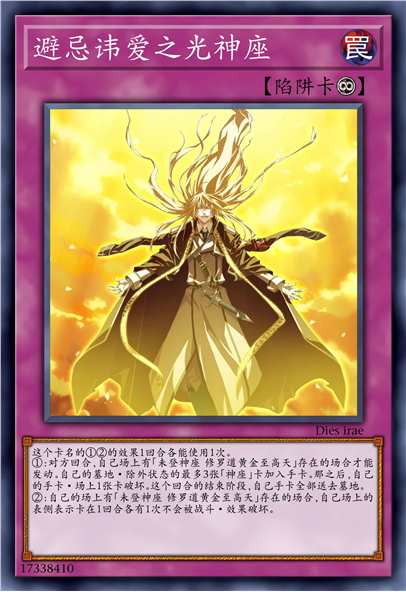 避忌讳爱之光神座
罠
【陷阱卡】
Dies irae
这个卡名的①②的效果1回合各能使用1次。
①:对方回合,自己场上有「未登神座 修罗道黄金至高天」存在的场合才能
发动。自己的墓地·除外状态的最多3张「神座」卡加入手卡。那之后,自己
的手卡·场上1张卡破坏。这个回合的结束阶段,自己手卡全部送去墓地。
②:自己的场上有「未登神座 修罗道黄金至高天」存在的场合,自己场上的
表侧表示卡在1回合各有1次不会被战斗·效果破坏。
17338410